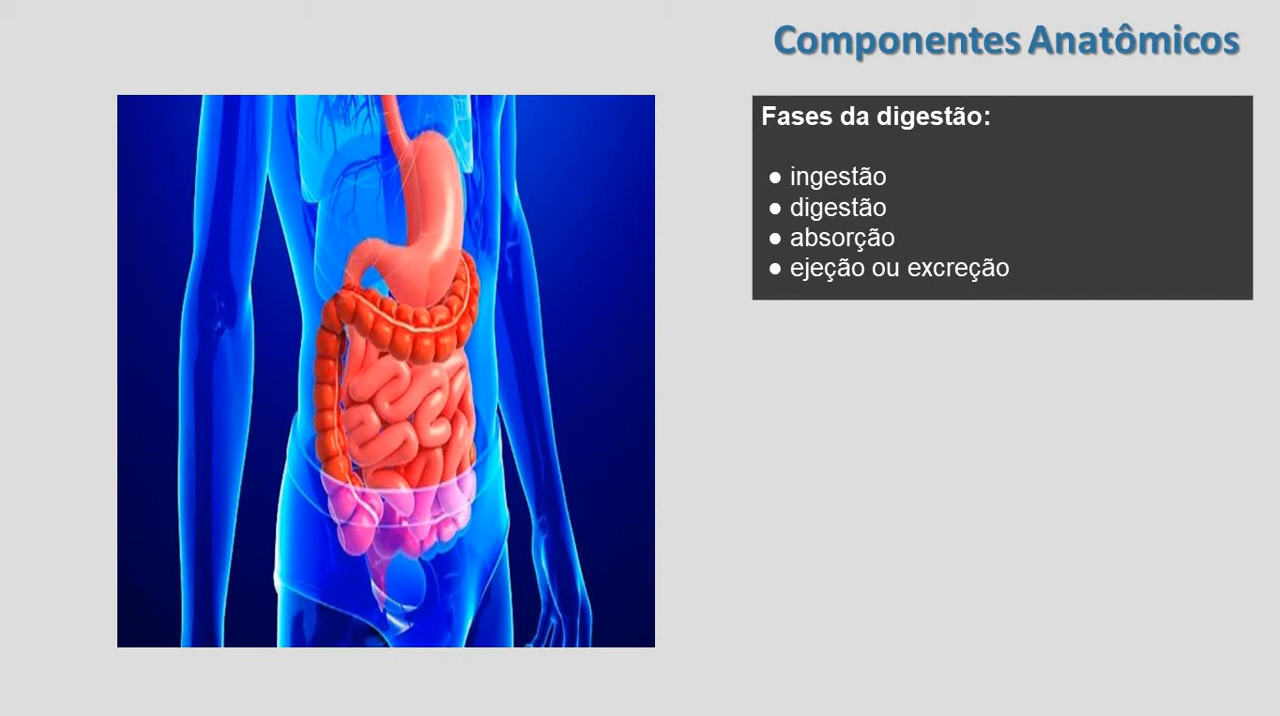 Componentes Anatômicos
Fases da digestão:
● ingestão
● digestão
● absorção
● ejeção ou excreção